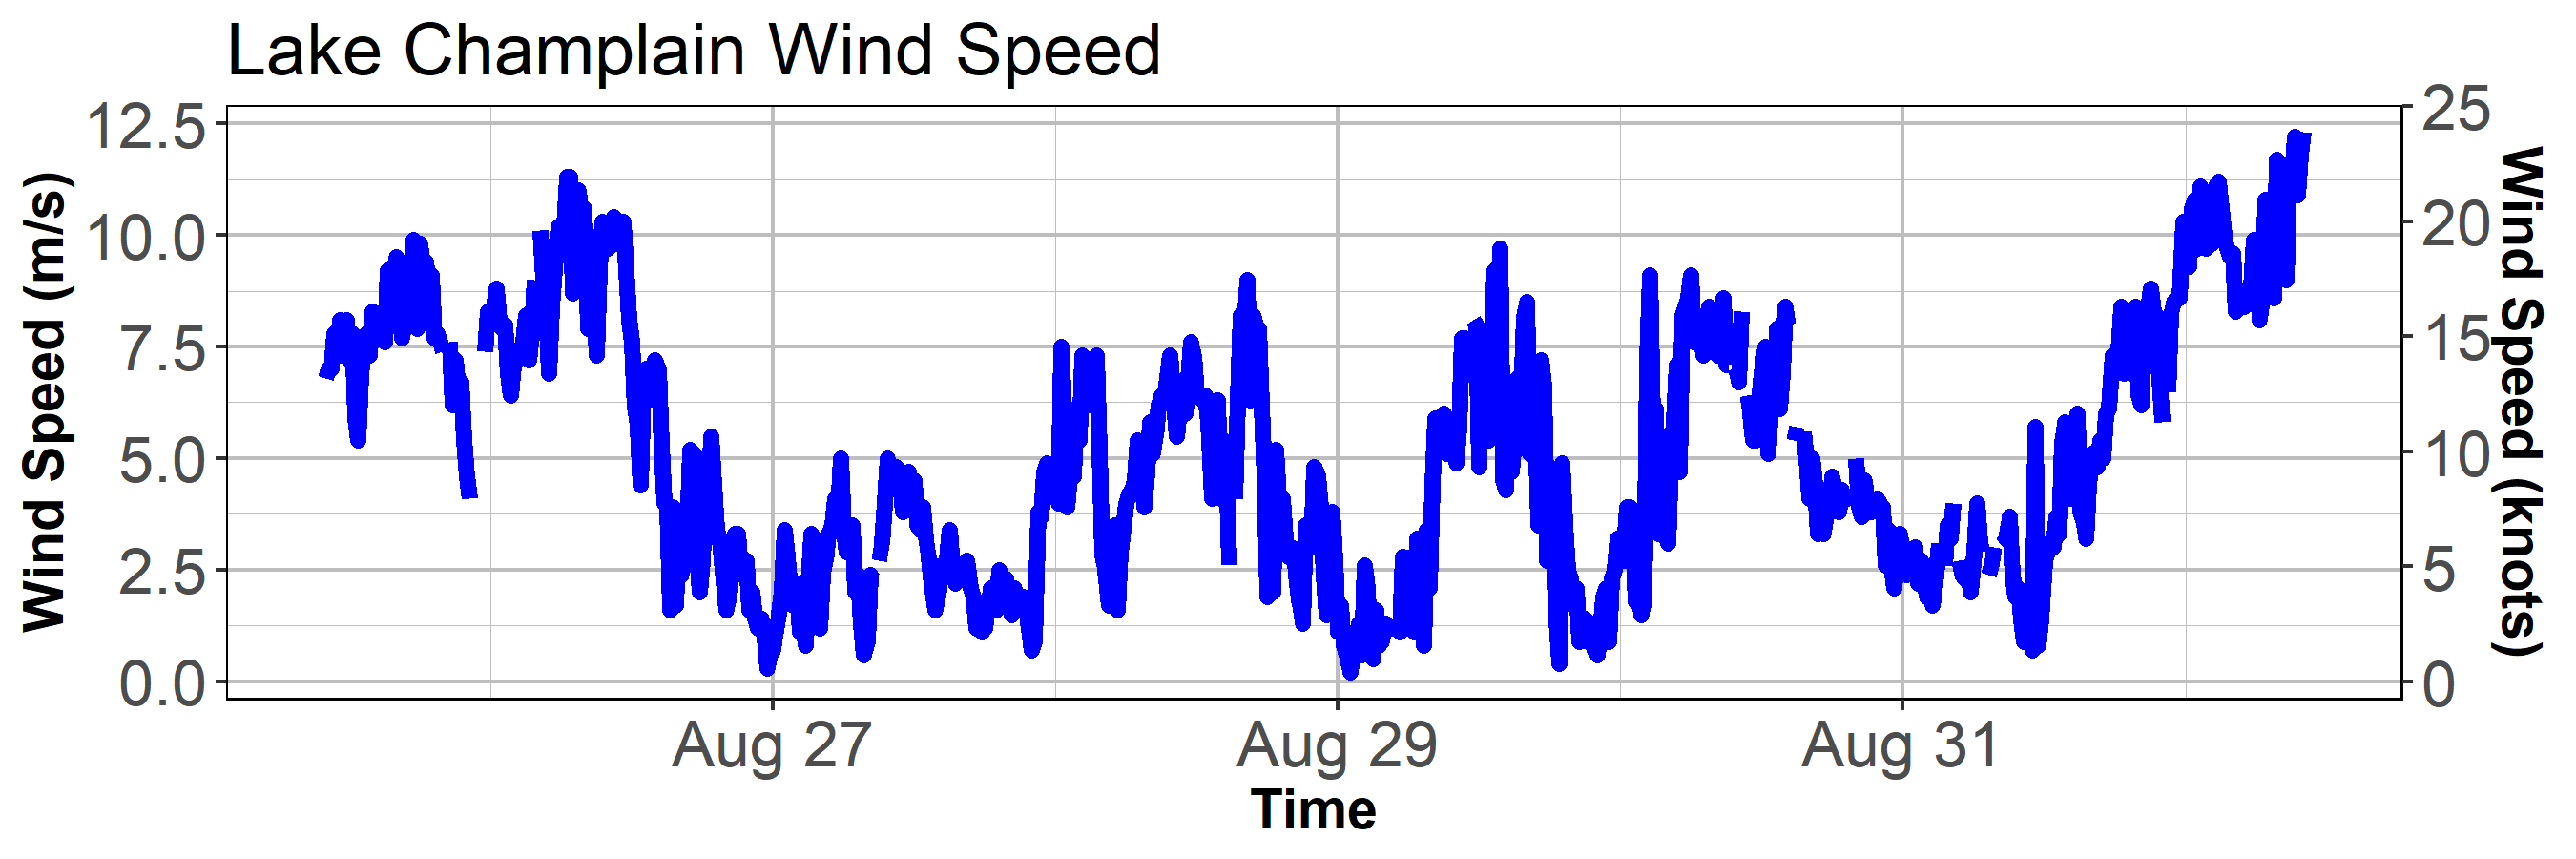 Lake Champlain Wind Speed
Wind Speed (m/s)
12.5
10.0
7.5
5.0
2.5
0.0
25
20
15
10
5
0
Wind Speed (knots)
Aug 27
Aug 29
Aug 31
Time